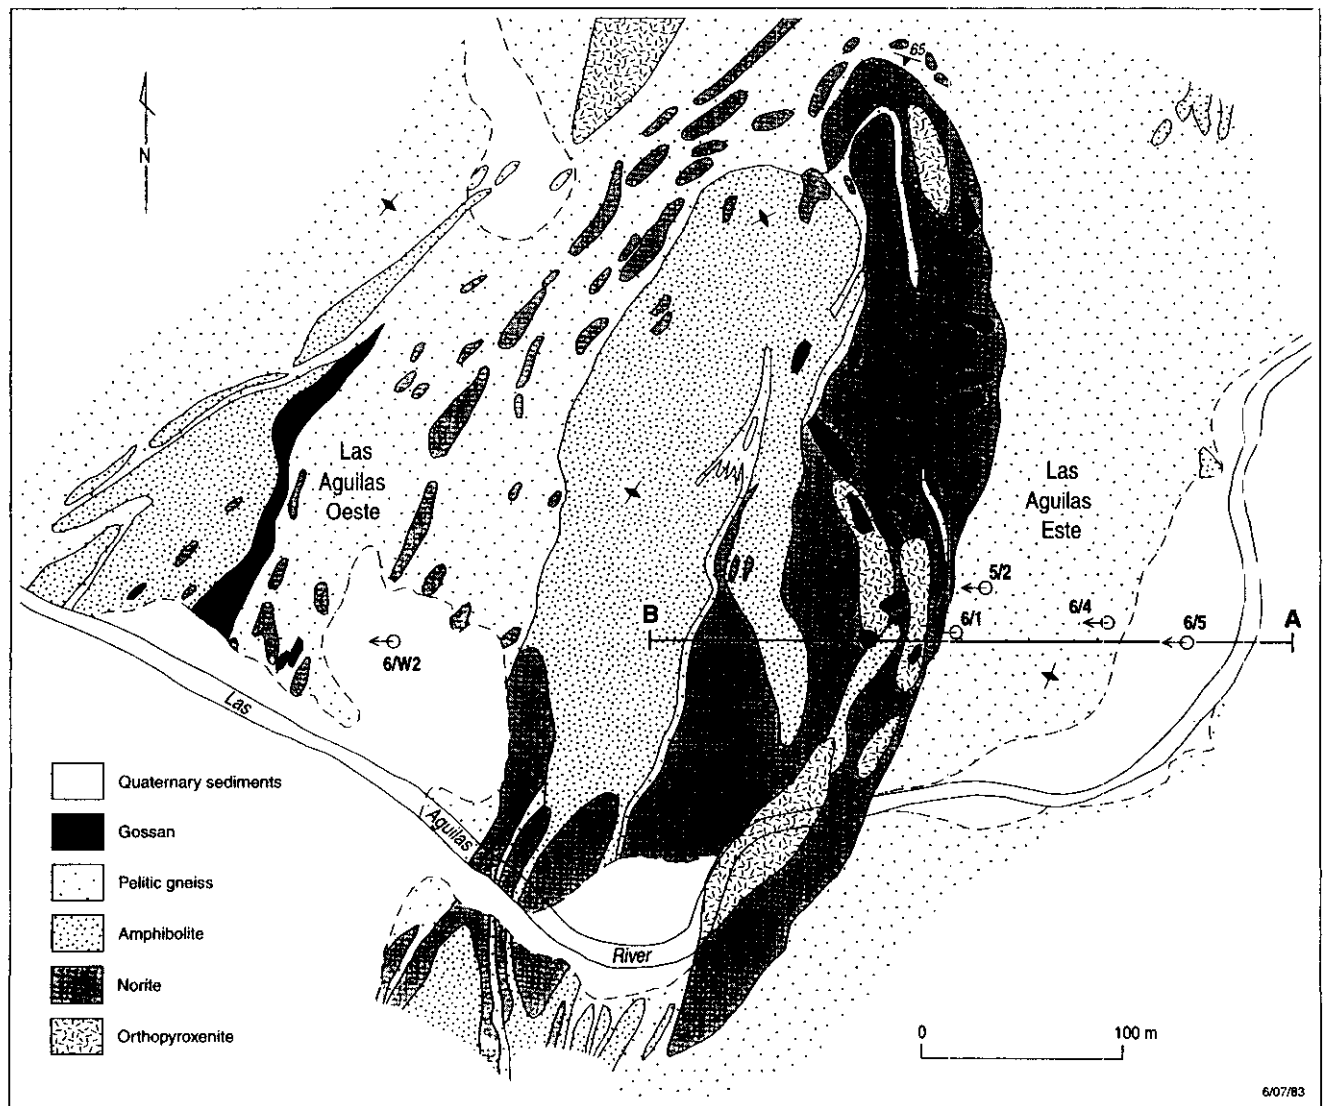 65
N
Las
Aguilas
Oeste
Las
Aguilas
Este
5/2
B
6/1
6/4
6/5
A
6/W2
Las
Aguilas
River
Quaternary sediments
Gossan
Pelitic gneiss
Amphibolite
Norite
Orthopyroxenite
0 100 m
6/07/83